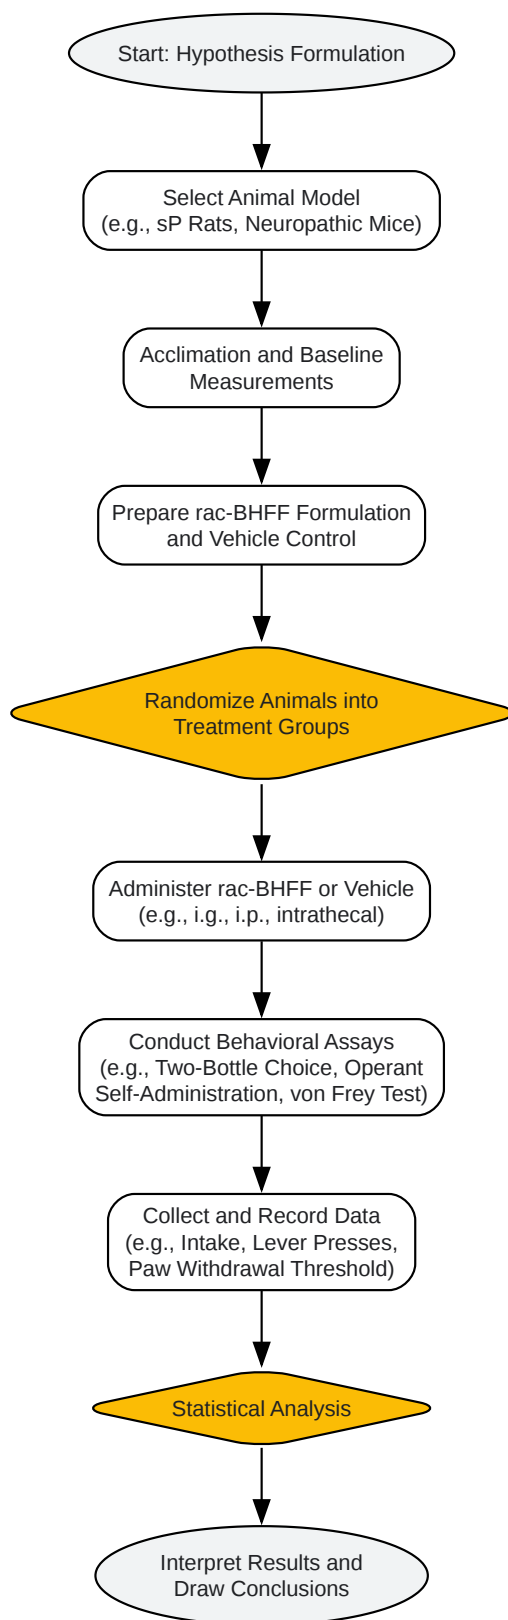 Start: Hypothesis Formulation
Select Animal Model
(e.g., sP Rats, Neuropathic Mice)
Acclimation and Baseline
Measurements
Prepare rac-BHFF Formulation
and Vehicle Control
Randomize Animals into
Treatment Groups
Administer rac-BHFF or Vehicle
(e.g., i.g., i.p., intrathecal)
Conduct Behavioral Assays
(e.g., Two-Bottle Choice, Operant
Self-Administration, von Frey Test)
Collect and Record Data
(e.g., Intake, Lever Presses,
Paw Withdrawal Threshold)
Statistical Analysis
Interpret Results and
Draw Conclusions